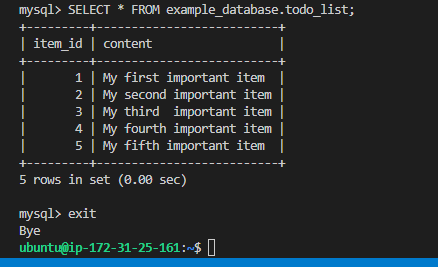 mysql> SELECT * FROM example_database.todo_list;
+---------+--------------------------+
| item_id | content                  |
+---------+--------------------------+
|       1 | My first important item  |
|       2 | My second important item |
|       3 | My third  important item |
|       4 | My fourth important item |
|       5 | My fifth important item  |
+---------+--------------------------+
5 rows in set (0.00 sec)

mysql> exit
Bye
ubuntu@ip-172-31-25-161:~$